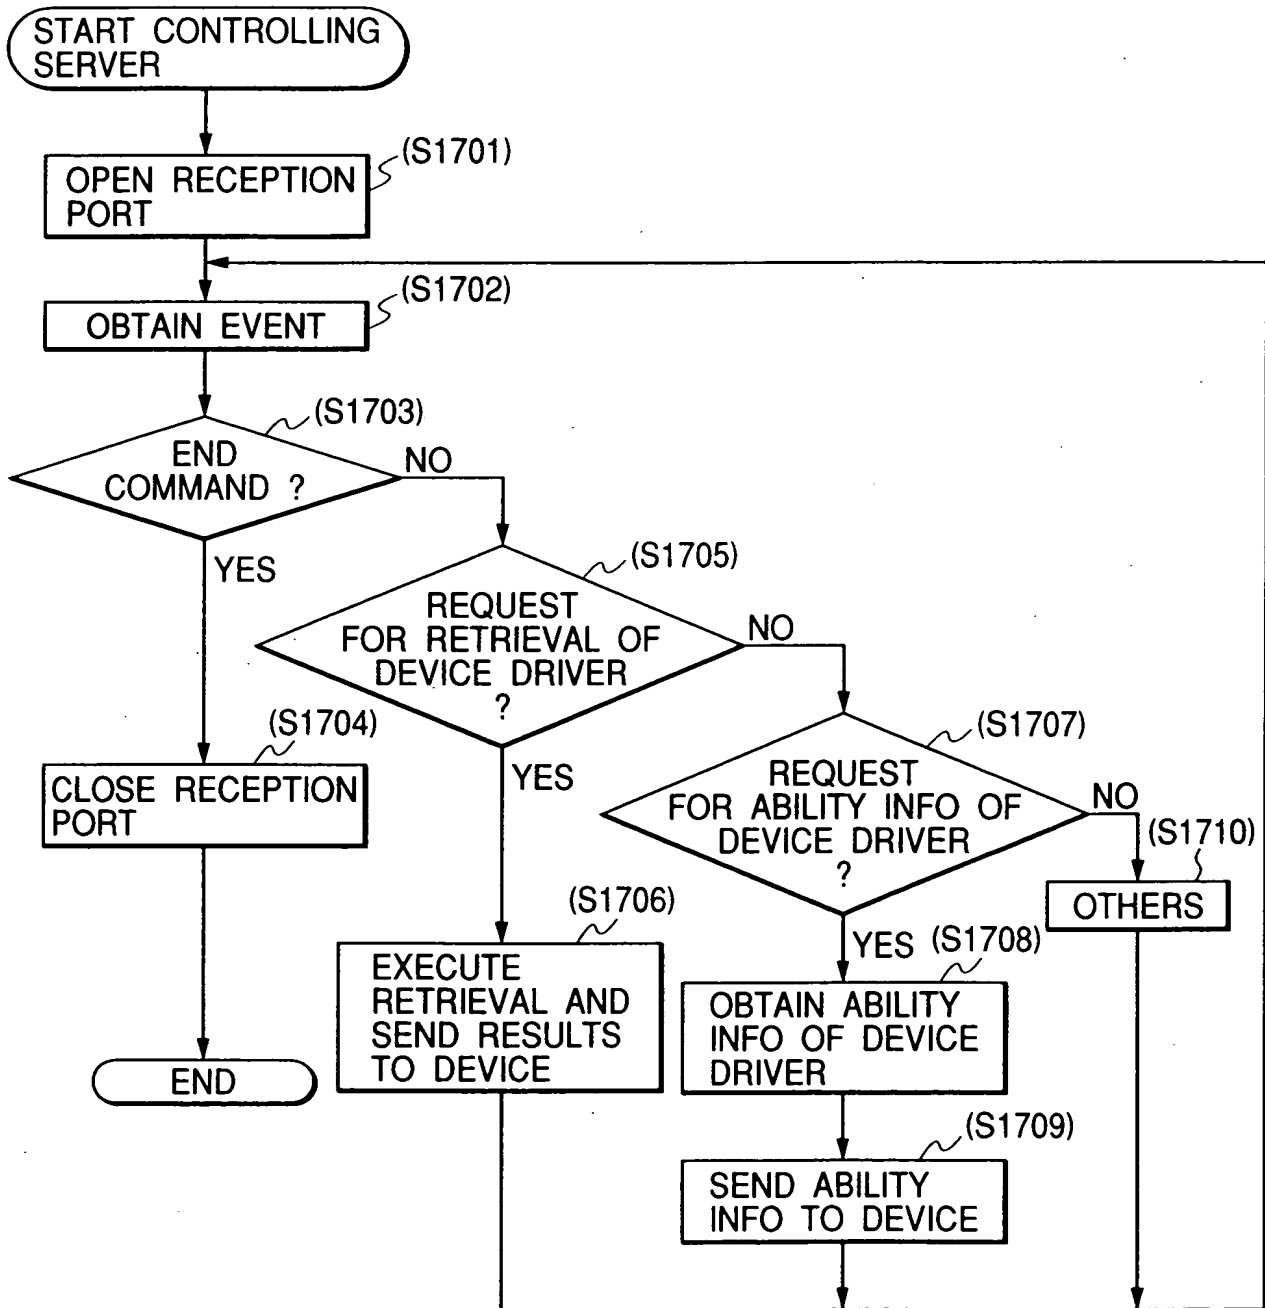 START CONTROLLING
SERVER
(S1701)
OPEN RECEPTION
PORT
(S1702)
OBTAIN EVENT
(S1703)
END
COMMAND ?
NO
YES
(S1705)
REQUEST
FOR RETRIEVAL OF
DEVICE DRIVER
?
NO
YES
(S1704)
CLOSE RECEPTION
PORT
END
(S1707)
REQUEST
FOR ABILITY INFO OF
DEVICE DRIVER
?
NO
YES
(S1710)
OTHERS
(S1706)
EXECUTE
RETRIEVAL AND
SEND RESULTS
TO DEVICE
(S1708)
OBTAIN ABILITY
INFO OF DEVICE
DRIVER
(S1709)
SEND ABILITY
INFO TO DEVICE